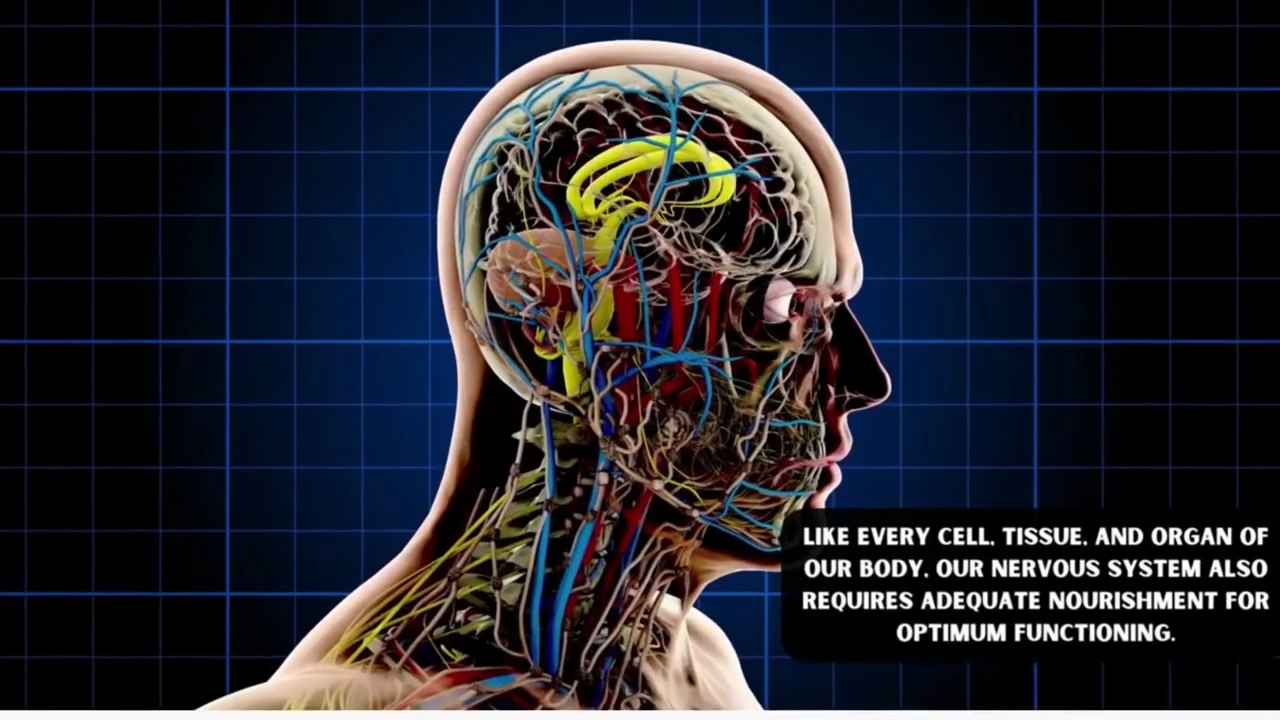 LIKE EVERY CELL, TISSUE, AND ORGAN OF
OUR BODY, OUR NERVOUS SYSTEM ALSO
REQUIRES ADEQUATE NOURISHMENT FOR
OPTIMUM FUNCTIONING.